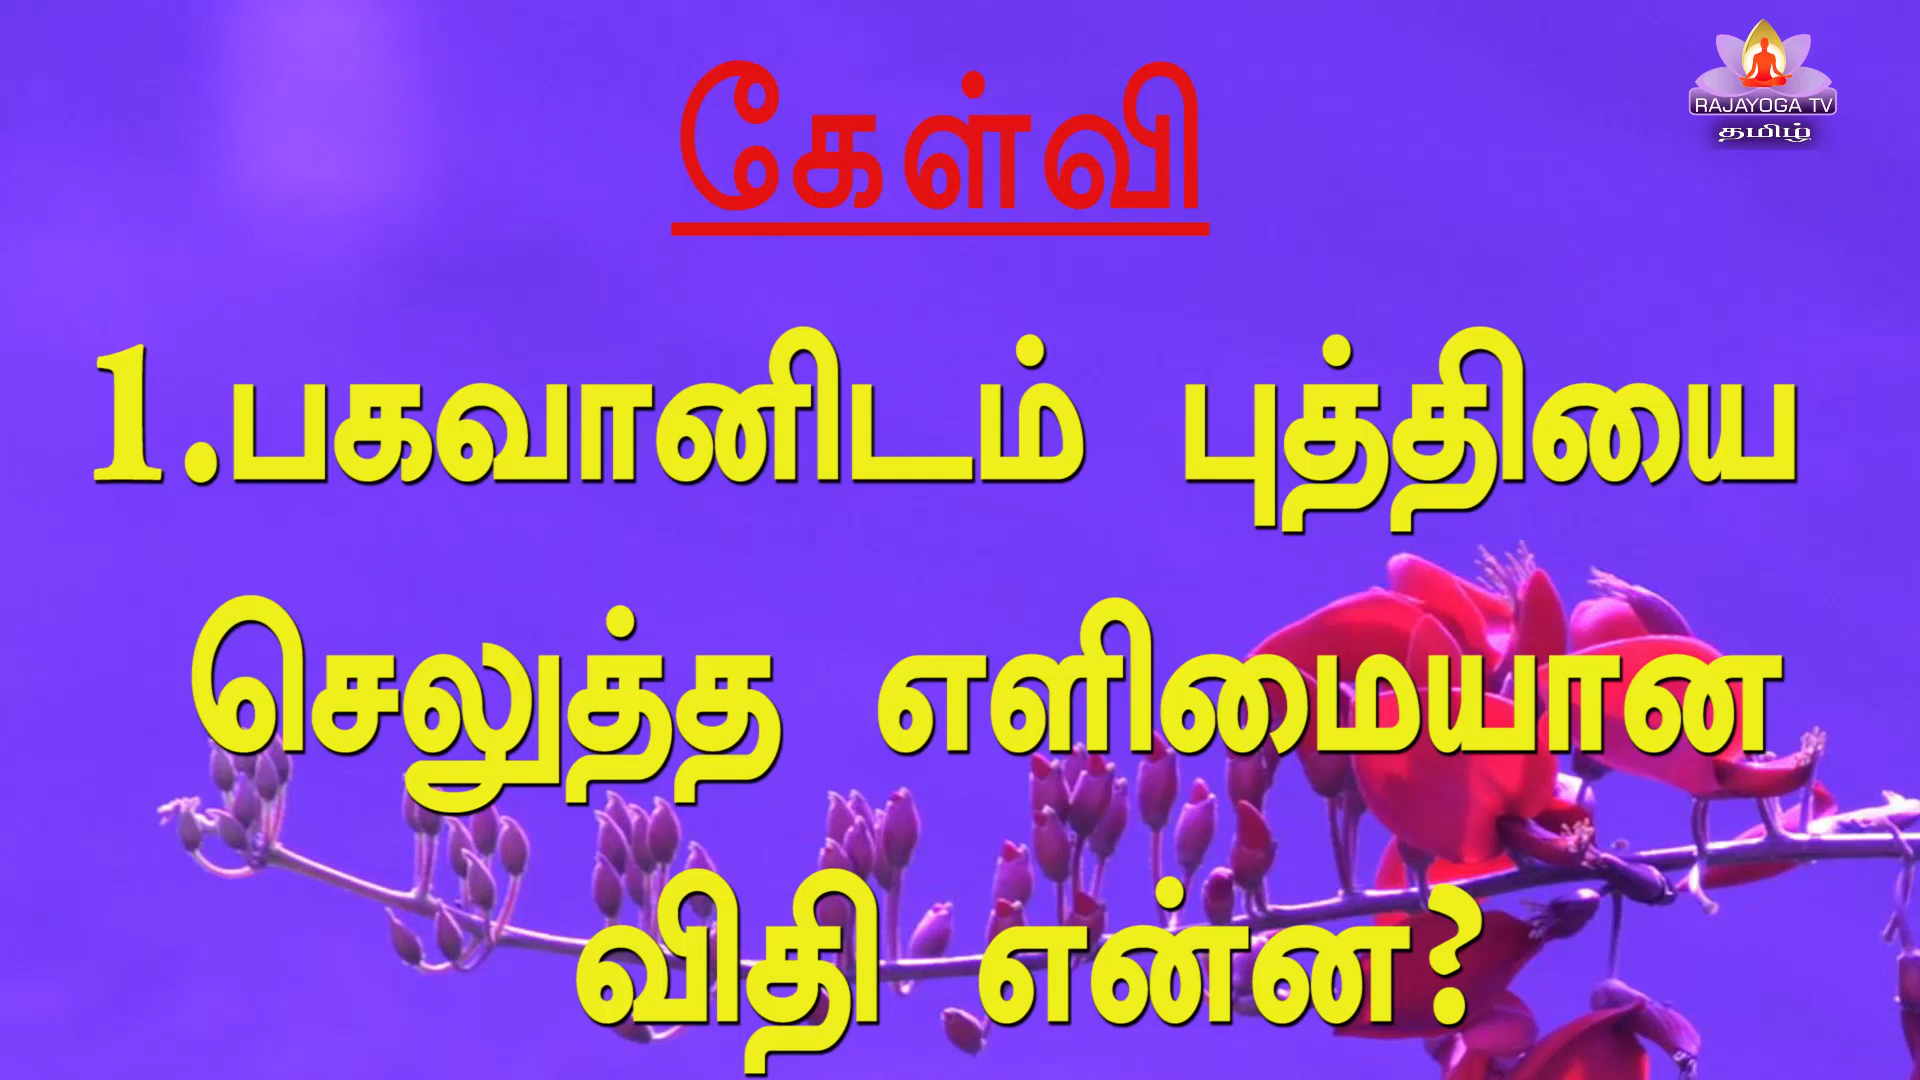 RAJAYOGA TV
தமிழ்
கேள்வி
1.பகவானிடம் புத்தியை
செலுத்த எளிமையான
விதி என்ன?